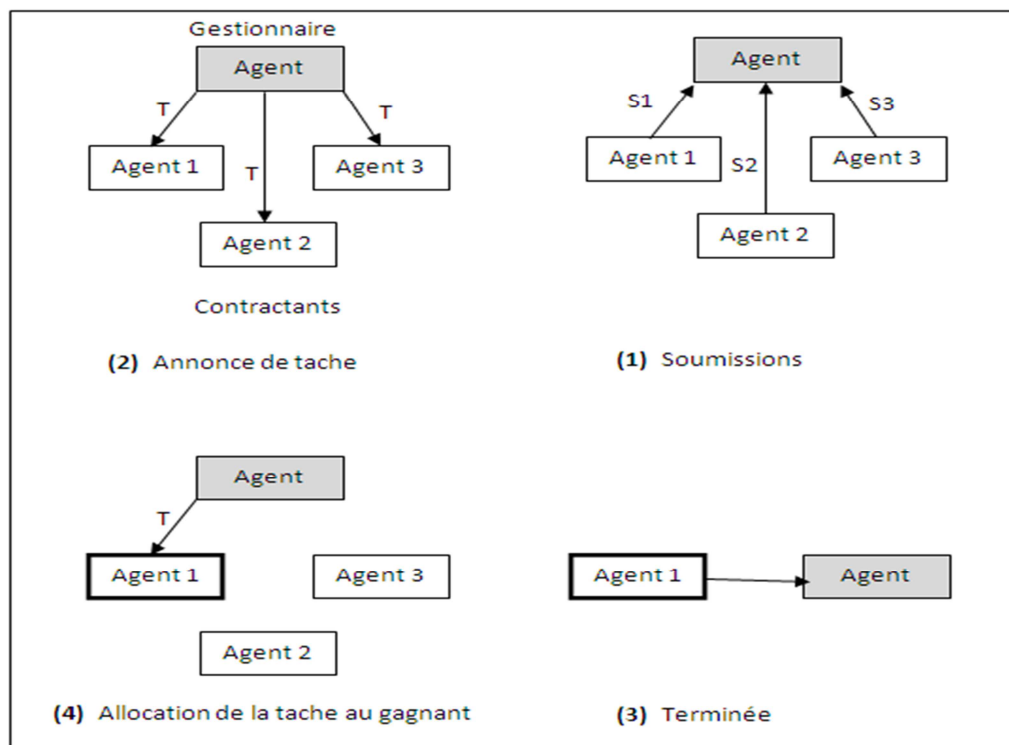 Gestionnaire
Agent
T
T
T
Agent 1
Agent 3
Agent 2
Contractants
(2) Annonce de tache
Agent
S1
S3
S2
Agent 1
Agent 3
Agent 2
(1) Soumissions
Agent
T
Agent 1
Agent 3
Agent 2
(4) Allocation de la tache au gagnant
Agent 1
Agent
(3) Terminée